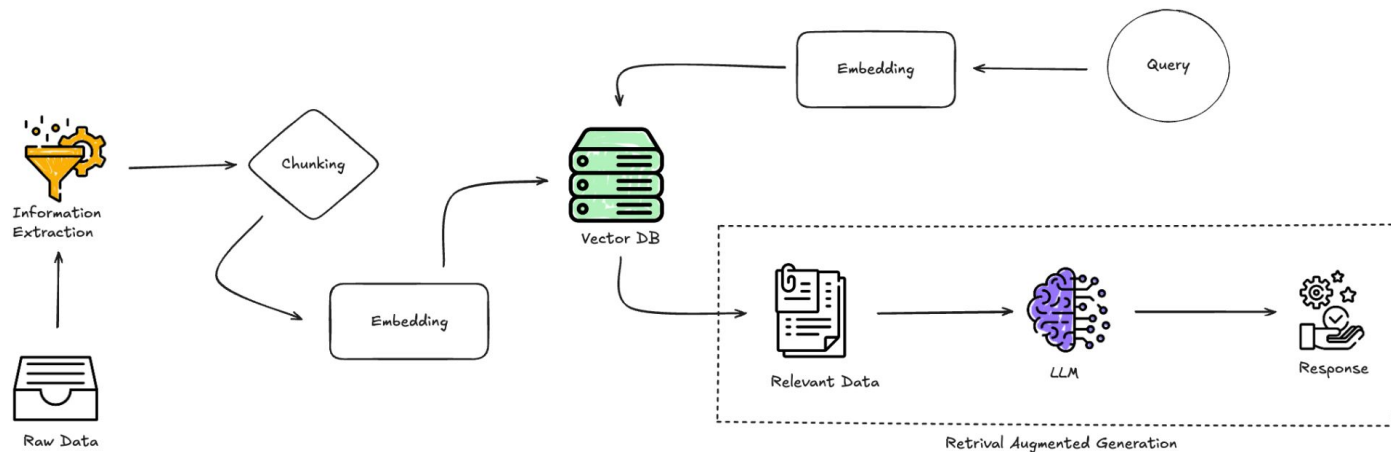 Embedding
Query
Chunking
Information
Extraction
Vector DB
Embedding
Relevant Data
LLM
Response
Raw Data
Retrival Augmented Generation